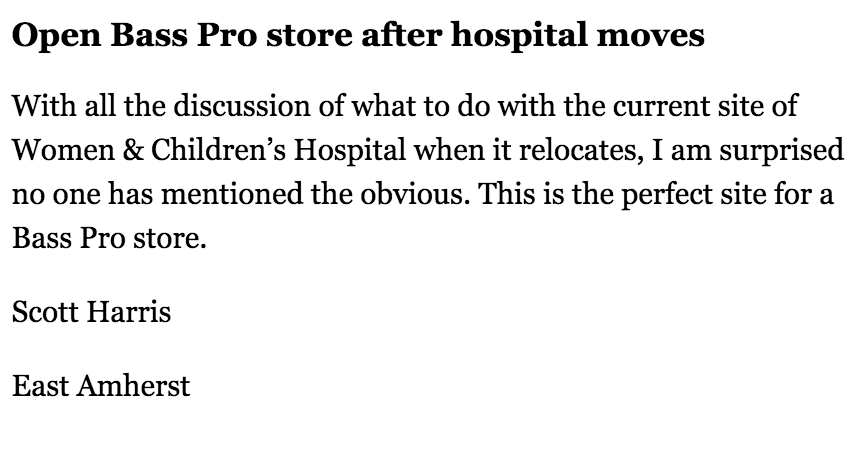 Open Bass Pro store after hospital moves
With all the discussion of what to do with the current site of
Women & Children’s Hospital when it relocates, I am surprised
no one has mentioned the obvious. This is the perfect site for a
Bass Pro store.
Scott Harris
East Amherst